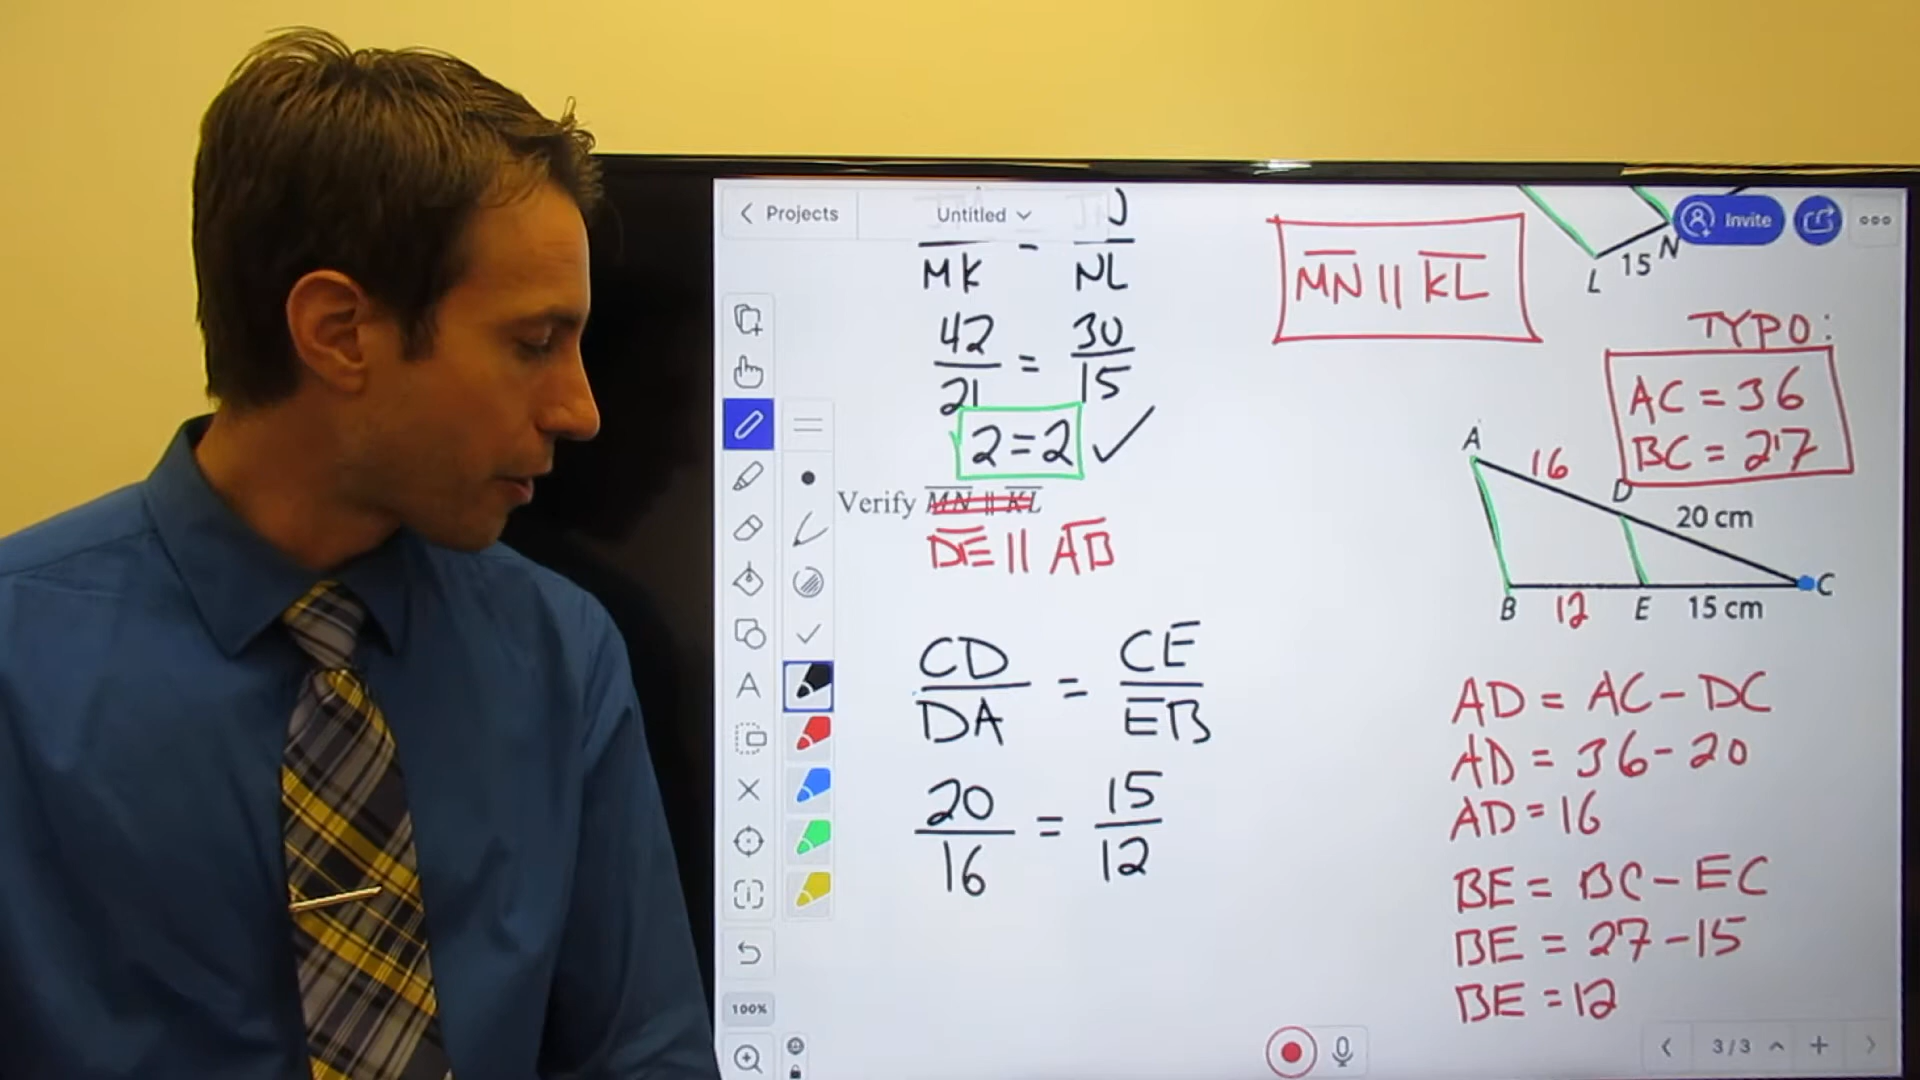 Projects
Untitled
Invite
MK = NL
42/21 = 30/15
2 = 2 ✓
MN || KL
L 15 N
TYPO:
AC = 36
BC = 27
Verify MN || KL
DE || AB
A 16 D 20 cm
B 12 E 15 cm C
CD/DA = CE/EB
20/16 = 15/12
AD = AC - DC
AD = 36 - 20
AD = 16
BE = BC - EC
BE = 27 - 15
BE = 12
A
100%
3/3